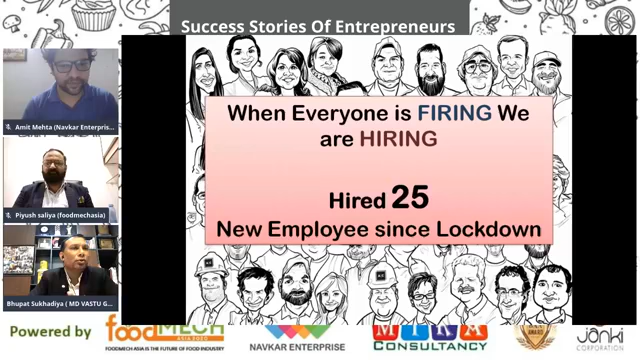 Success Stories Of Entrepreneurs
When Everyone is FIRING We
are HIRING
Hired 25
New Employee since Lockdown
Amit Mehta (Navkar Enterpris...
Piyush saliya (foodmechasia)
Bhupat Sukhadiya ( MD VASTU G...
Powered by
foodMECH
FOODMECH ASIA IS THE FUTURE OF FOOD INDUSTRY
NAVKAR ENTERPRISE
CONSULTANCY
AWARD
JÔNKI
CORPORATION